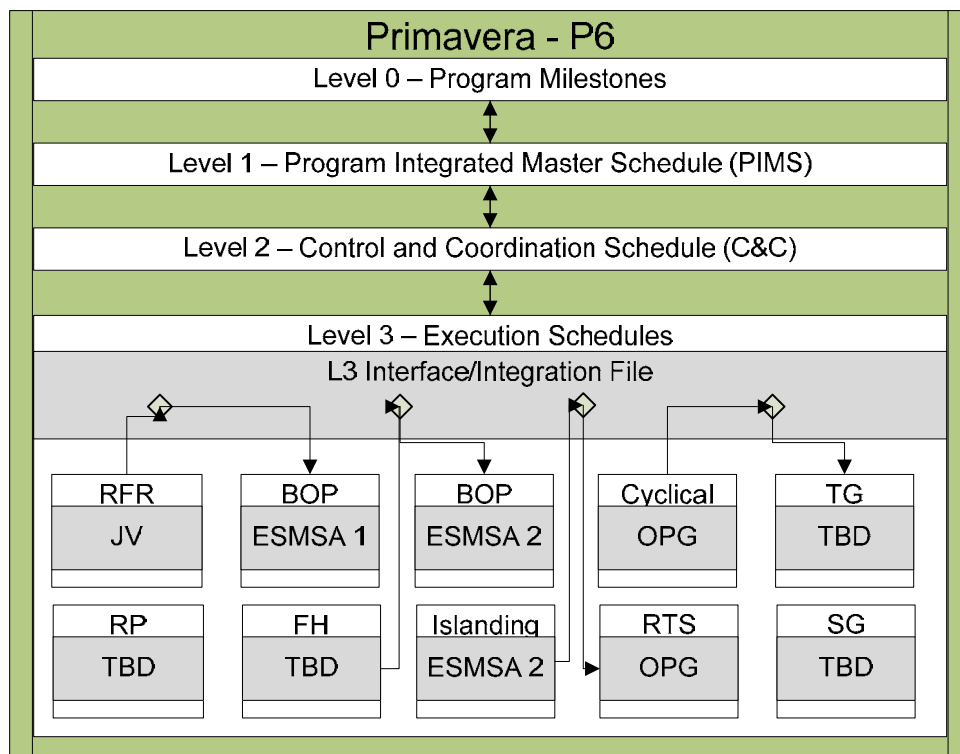 Primavera - P6
Level 0 – Program Milestones
Level 1 – Program Integrated Master Schedule (PIMS)
Level 2 – Control and Coordination Schedule (C&C)
Level 3 – Execution Schedules
L3 Interface/Integration File
RFR
JV
BOP
ESMSA 1
BOP
ESMSA 2
Cyclical
OPG
TG
TBD
RP
TBD
FH
TBD
Islanding
ESMSA 2
RTS
OPG
SG
TBD